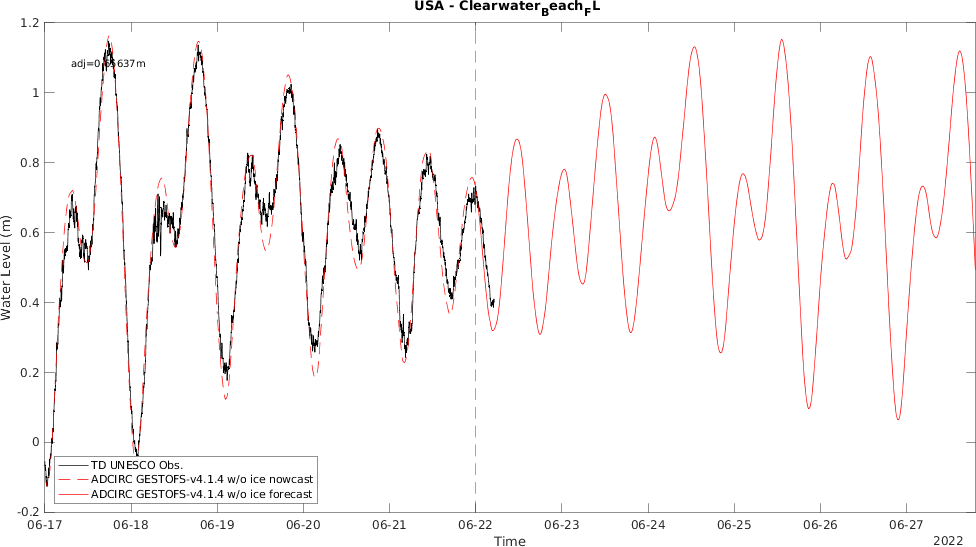 USA - ClearwaterBeachFL
1.2
adj=0.  637m
1
0.8
0.6
0.4
0.2
0
-0.2
Water Level (m)
TD UNESCO Obs.
ADCIRC GESTOFS-v4.1.4 w/o ice nowcast
ADCIRC GESTOFS-v4.1.4 w/o ice forecast
06-17 06-18 06-19 06-20 06-21 06-22 06-23 06-24 06-25 06-26 06-27
Time
2022